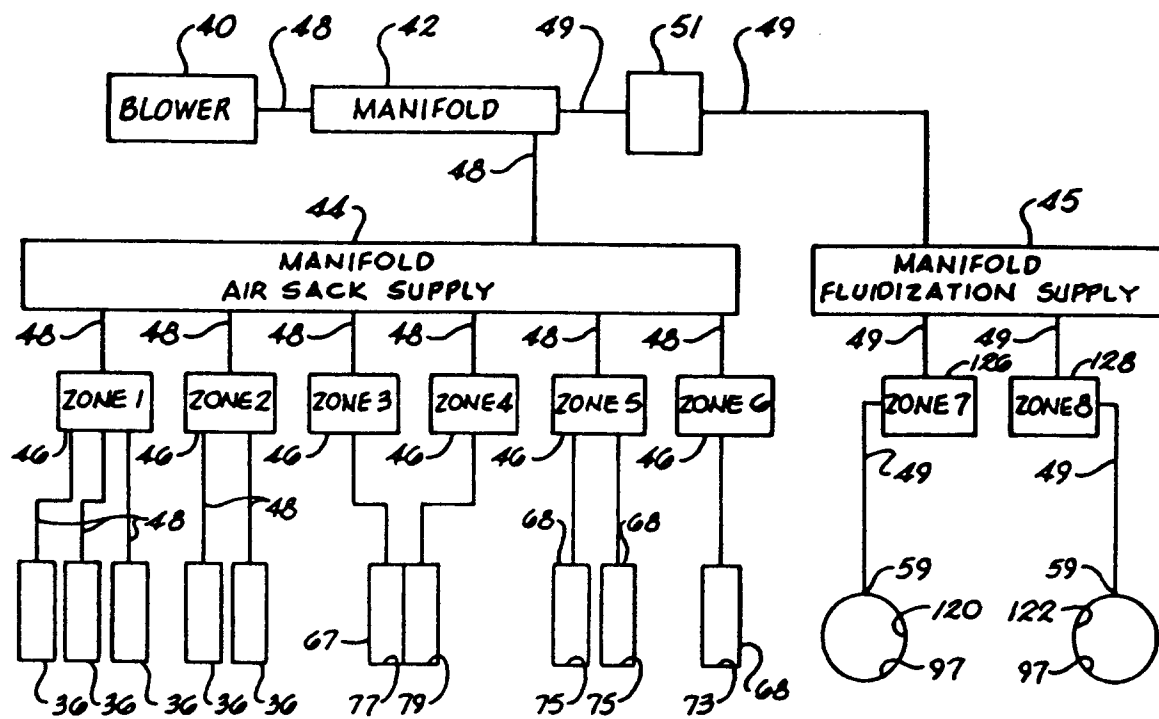 40 48 42 49 51 49
BLOWER MANIFOLD
48
44 45
MANIFOLD
AIR SACK SUPPLY
MANIFOLD
FLUIDIZATION SUPPLY
48 48 48 48 48 48 49 49
126 128
ZONE 1 ZONE 2 ZONE 3 ZONE 4 ZONE 5 ZONE 6 ZONE 7 ZONE 8
46 46 46 46 46 46
49 49
48 48
68 68
59 59
120 122
67
97 97
36 36 36 36 36 77 79 75 75 73 68